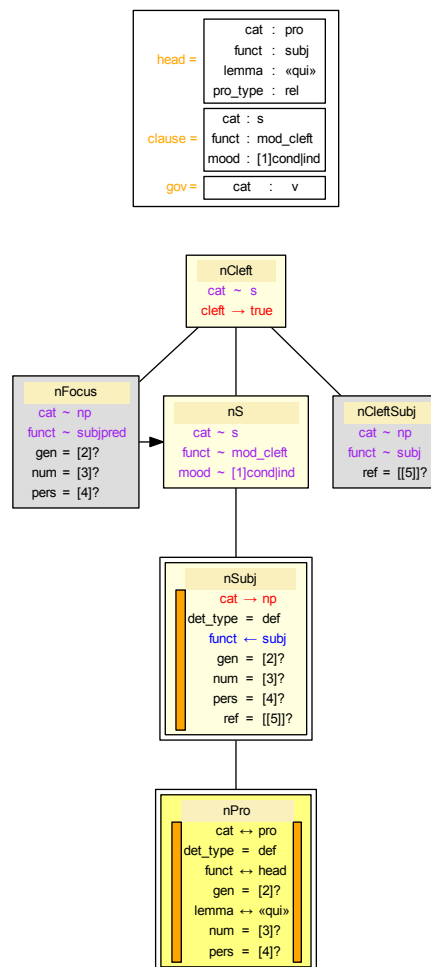 head =
cat : pro
funct : subj
lemma : «qui»
pro_type : rel
clause =
cat : s
funct : mod_cleft
mood : [1]cond|ind
gov =
cat : v
nCleft
cat ~ s
cleft → true
nFocus
cat ~ np
funct ~ subjpred
gen = [2]?
num = [3]?
pers = [4]?
nS
cat ~ s
funct ~ mod_cleft
mood ~ [1]cond|ind
nCleftSubj
cat ~ np
funct ~ subj
ref = [[5]]?
nSubj
cat → np
det_type = def
funct ← subj
gen = [2]?
num = [3]?
pers = [4]?
ref = [[5]]?
nPro
cat ↔ pro
det_type = def
funct ↔ head
gen = [2]?
lemma ↔ «qui»
num = [3]?
pers = [4]?